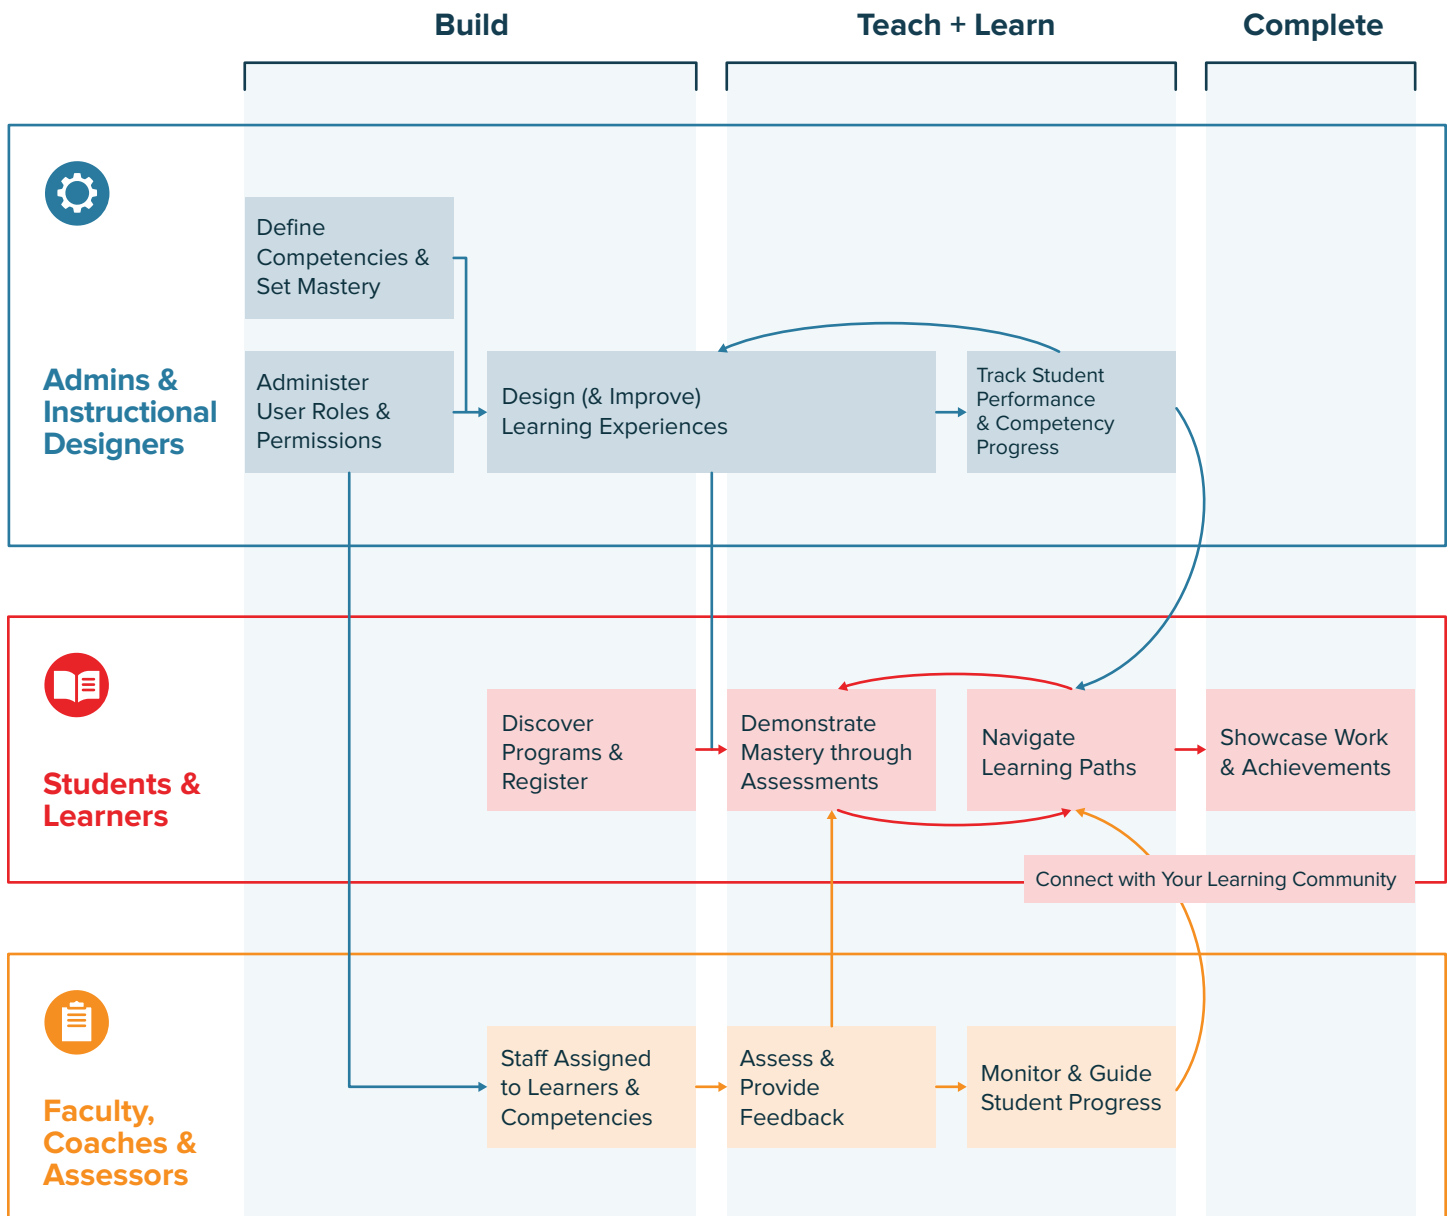 Build
Teach + Learn
Complete
Define
Competencies &
Set Mastery
Admins &
Instructional
Designers
Administer
User Roles &
Permissions
Design (& Improve)
Learning Experiences
Track Student
Performance
& Competency
Progress
Students &
Learners
Discover
Programs &
Register
Demonstrate
Mastery through
Assessments
Navigate
Learning Paths
Showcase Work
& Achievements
Connect with Your Learning Community
Faculty,
Coaches &
Assessors
Staff Assigned
to Learners &
Competencies
Assess &
Provide
Feedback
Monitor & Guide
Student Progress